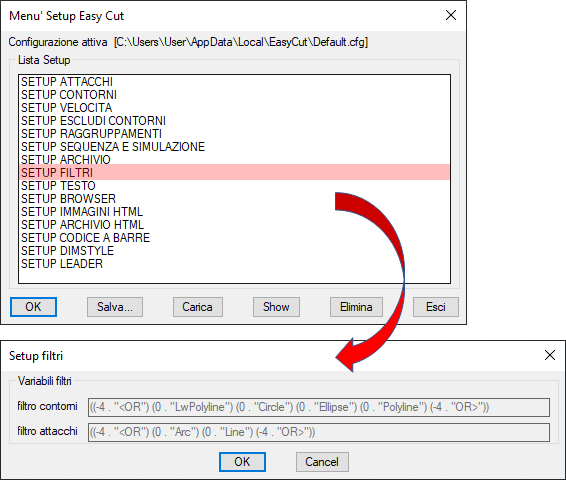 Menu' Setup Easy Cut
Configurazione attiva [C:\Users\User\AppData\Local\EasyCut\Default.cfg]
Lista Setup
SETUP ATTACCHI
SETUP CONTORNI
SETUP VELOCITA
SETUP ESCLUDI CONTORNI
SETUP RAGGRUPPAMENTI
SETUP SEQUENZA E SIMULAZIONE
SETUP ARCHIVIO
SETUP FILTRI
SETUP TESTO
SETUP BROWSER
SETUP IMMAGINI HTML
SETUP ARCHIVIO HTML
SETUP CODICE A BARRE
SETUP DIMSTYLE
SETUP LEADER
OK Salva... Carica Show Elimina Esci
Setup filtri
Variabili filtri
filtro contorni ((-4 . "<OR") (0 . "LwPolyline") (0 . "Circle") (0 . "Ellipse") (0 . "Polyline") (-4 . "OR>"))
filtro attacchi ((-4 . "<OR") (0 . "Arc") (0 . "Line") (-4 . "OR>"))
OK Cancel